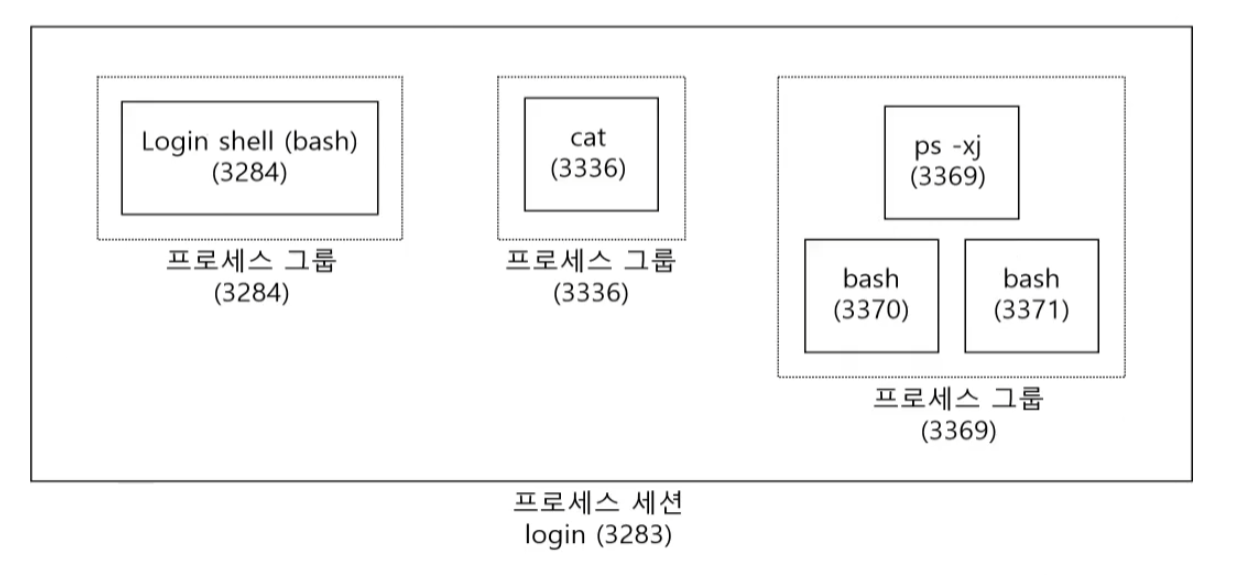 Login shell (bash)
(3284)
프로세스 그룹
(3284)
cat
(3336)
프로세스 그룹
(3336)
ps -xj
(3369)
bash
(3370)
bash
(3371)
프로세스 그룹
(3369)
프로세스 세션
login (3283)